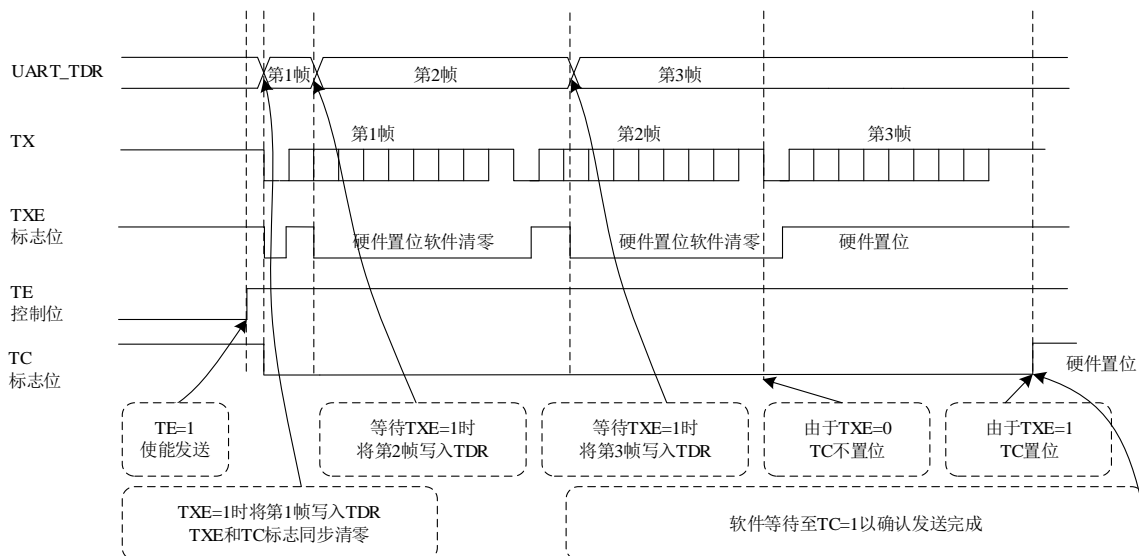 UART_TDR
第1帧
第2帧
第3帧
TX
第1帧
第2帧
第3帧
TXE
标志位
硬件置位软件清零
硬件置位软件清零
硬件置位
TE
控制位
TC
标志位
硬件置位
TE=1
使能发送
等待TXE=1时
将第2帧写入TDR
等待TXE=1时
将第3帧写入TDR
由于TXE=0
TC不置位
由于TXE=1
TC置位
TXE=1时将第1帧写入TDR
TXE和TC标志同步清零
软件等待至TC=1以确认发送完成